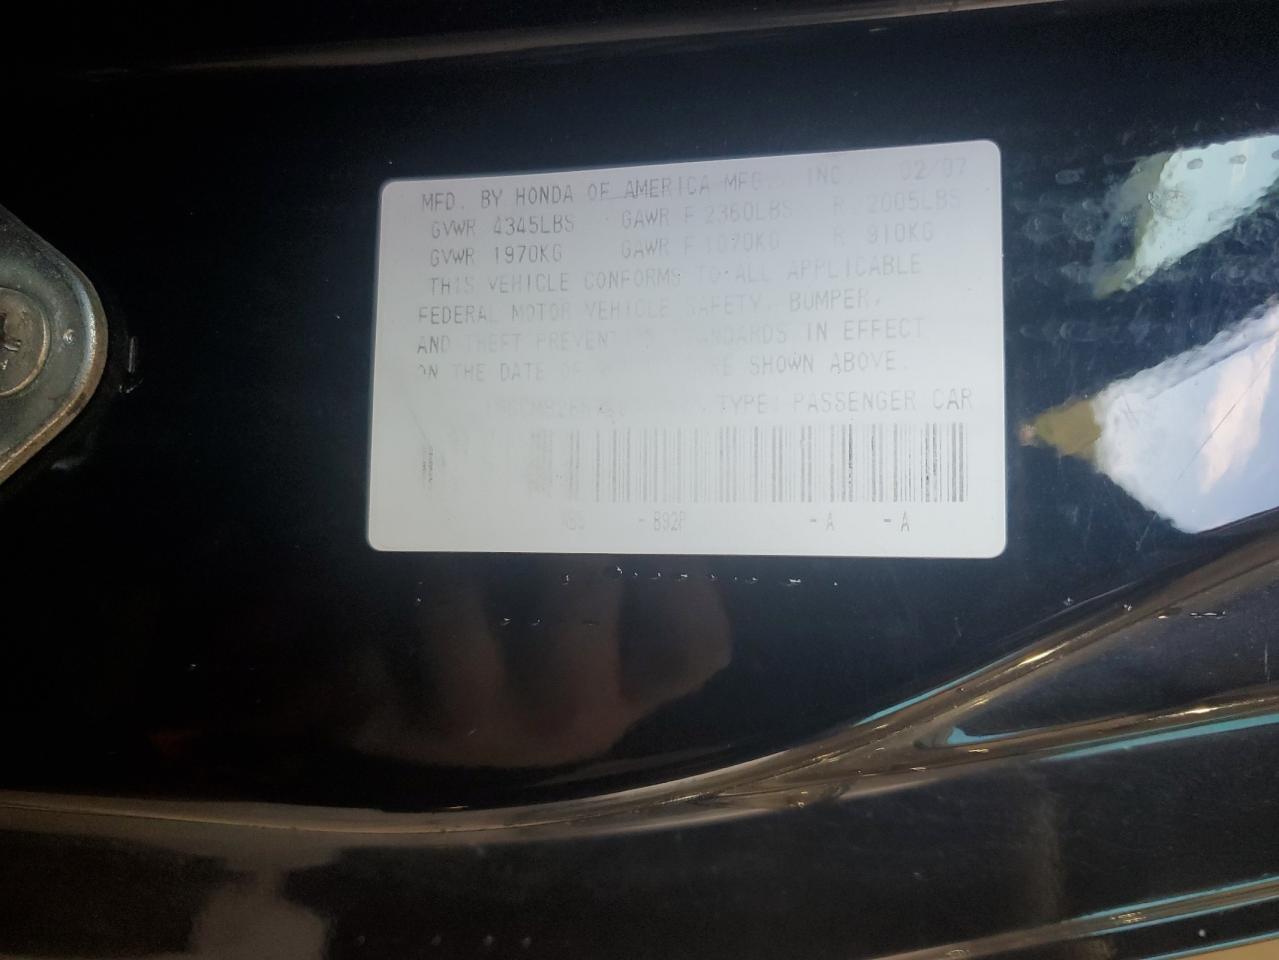 MFD. BY HONDA OF AMERICA MFG., INC. 02/07
GVWR 4345LBS GAWR F 2360LBS R 2005LBS
GVWR 1970KG GAWR F 1070KG R 910KG
THIS VEHICLE CONFORMS TO ALL APPLICABLE
FEDERAL MOTOR VEHICLE SAFETY, BUMPER,
AND THEFT PREVENTION STANDARDS IN EFFECT
ON THE DATE OF SHOWN ABOVE.
TYPE: PASSENGER CAR
- B92P - A - A